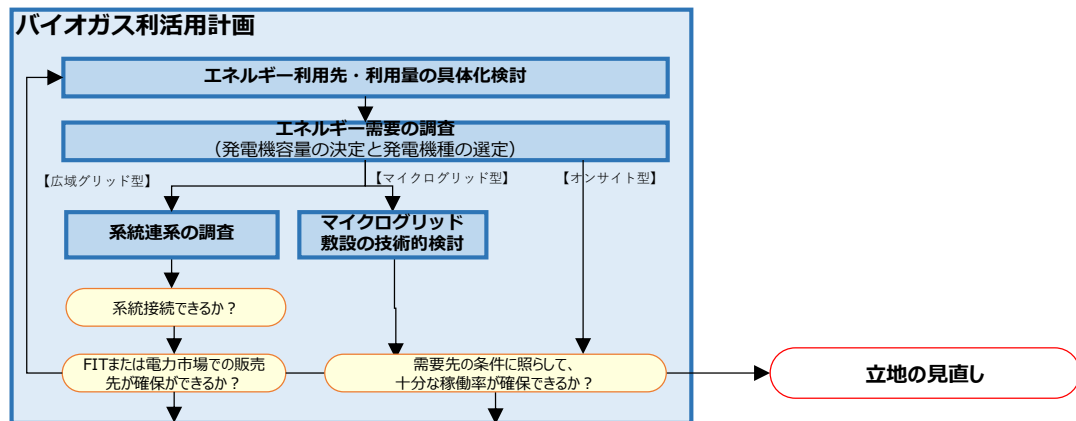 バイオガス利活用計画
エネルギー利用先・利用量の具体化検討
エネルギー需要の調査
（発電機容量の決定と発電機種の選定）
【広域グリッド型】
【マイクログリッド型】
【オンサイト型】
系統連系の調査
マイクログリッド
敷設の技術的検討
系統接続できるか？
FITまたは電力市場での販売
先が確保ができるか？
需要先の条件に照らして、
十分な稼働率が確保できるか？
立地の見直し